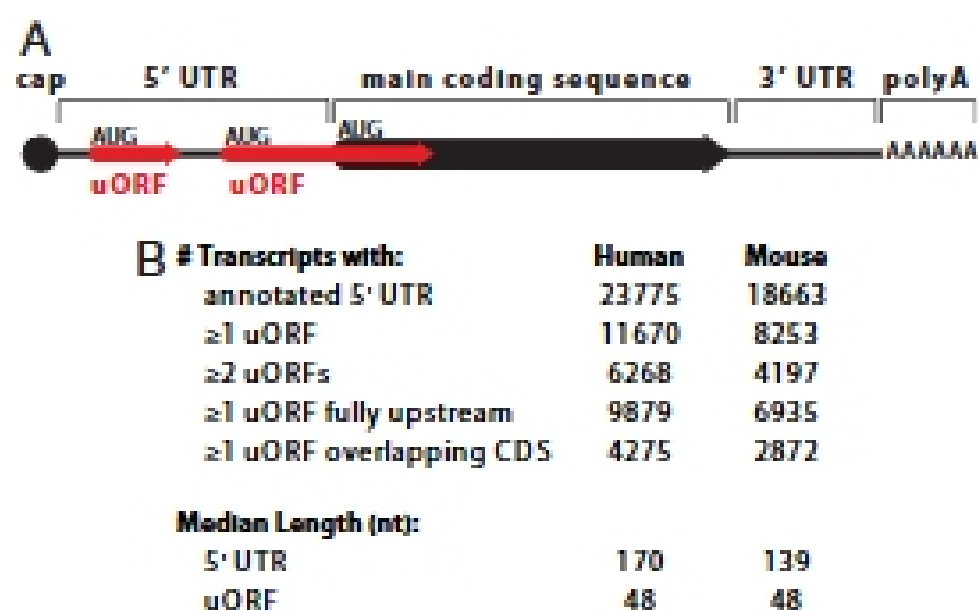 A
cap 5' UTR main coding sequence 3' UTR polyA
AUG AUG AUG
AAAAAA
uORF uORF
B # Transcripts with: Human Mouse
annotated 5' UTR 23775 18663
≥1 uORF 11670 8253
≥2 uORFs 6268 4197
≥1 uORF fully upstream 9879 6935
≥1 uORF overlapping CDS 4275 2872
Median Length (nt):
5' UTR 170 139
uORF 48 48